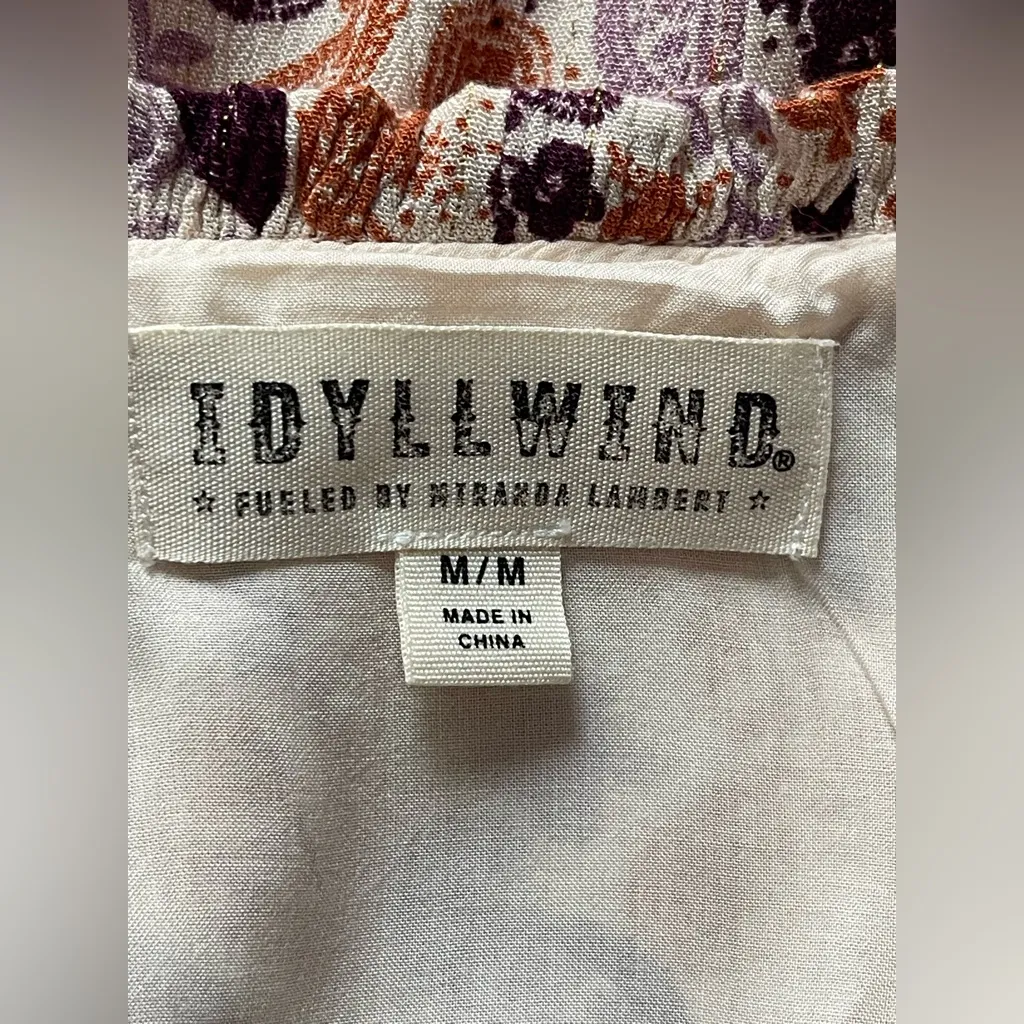 IDYLLWIND®
☆ FUELED BY MIRANDA LAMBERT ☆
M/M
MADE IN
CHINA